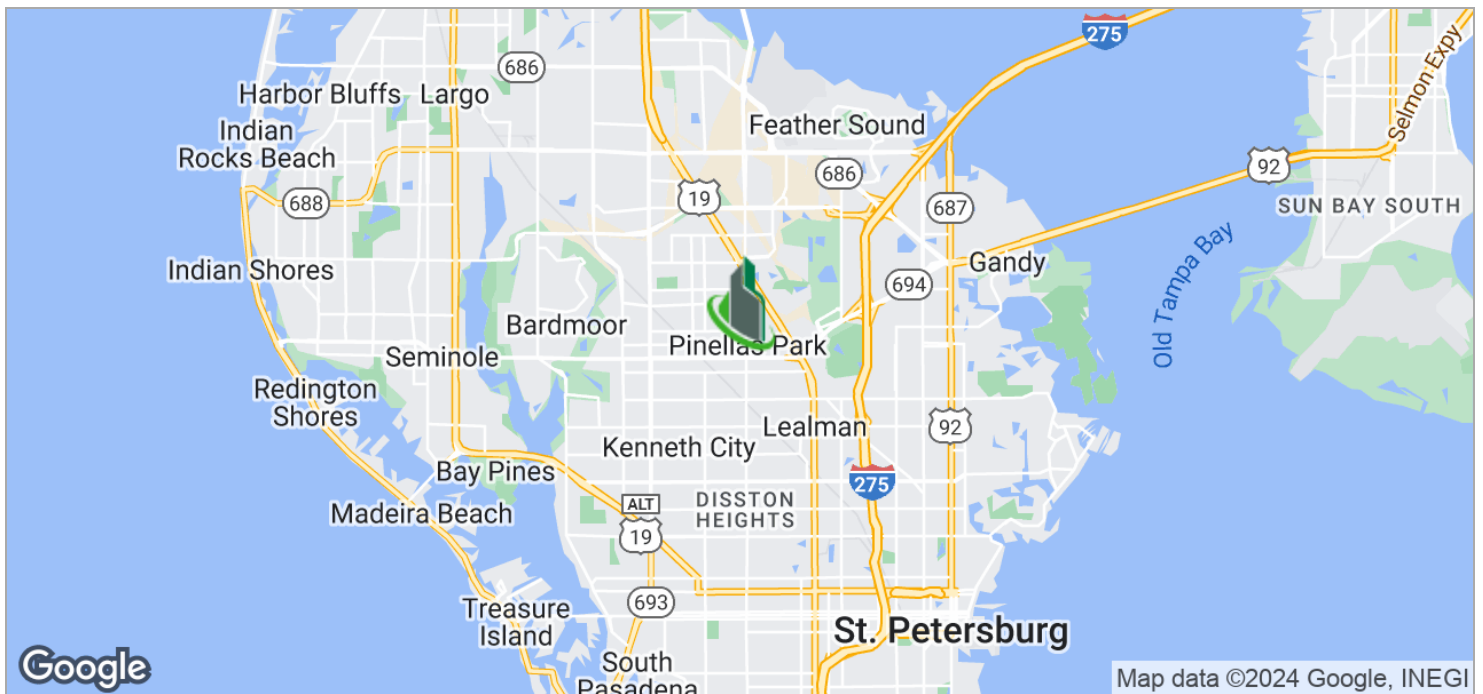 275
Selmon Expy
686
Harbor Bluffs
Largo
Indian
Rocks Beach
Feather Sound
686
92
19
688
687
SUN BAY SOUTH
Indian Shores
Gandy
694
Old Tampa Bay
Bardmoor
Pinellas Park
Seminole
Redington
Shores
Lealman
92
Kenneth City
Bay Pines
275
ALT
19
DISSTON
HEIGHTS
Madeira Beach
693
Treasure
Island
St. Petersburg
South
Pasadena
Google
Map data ©2024 Google, INEGI